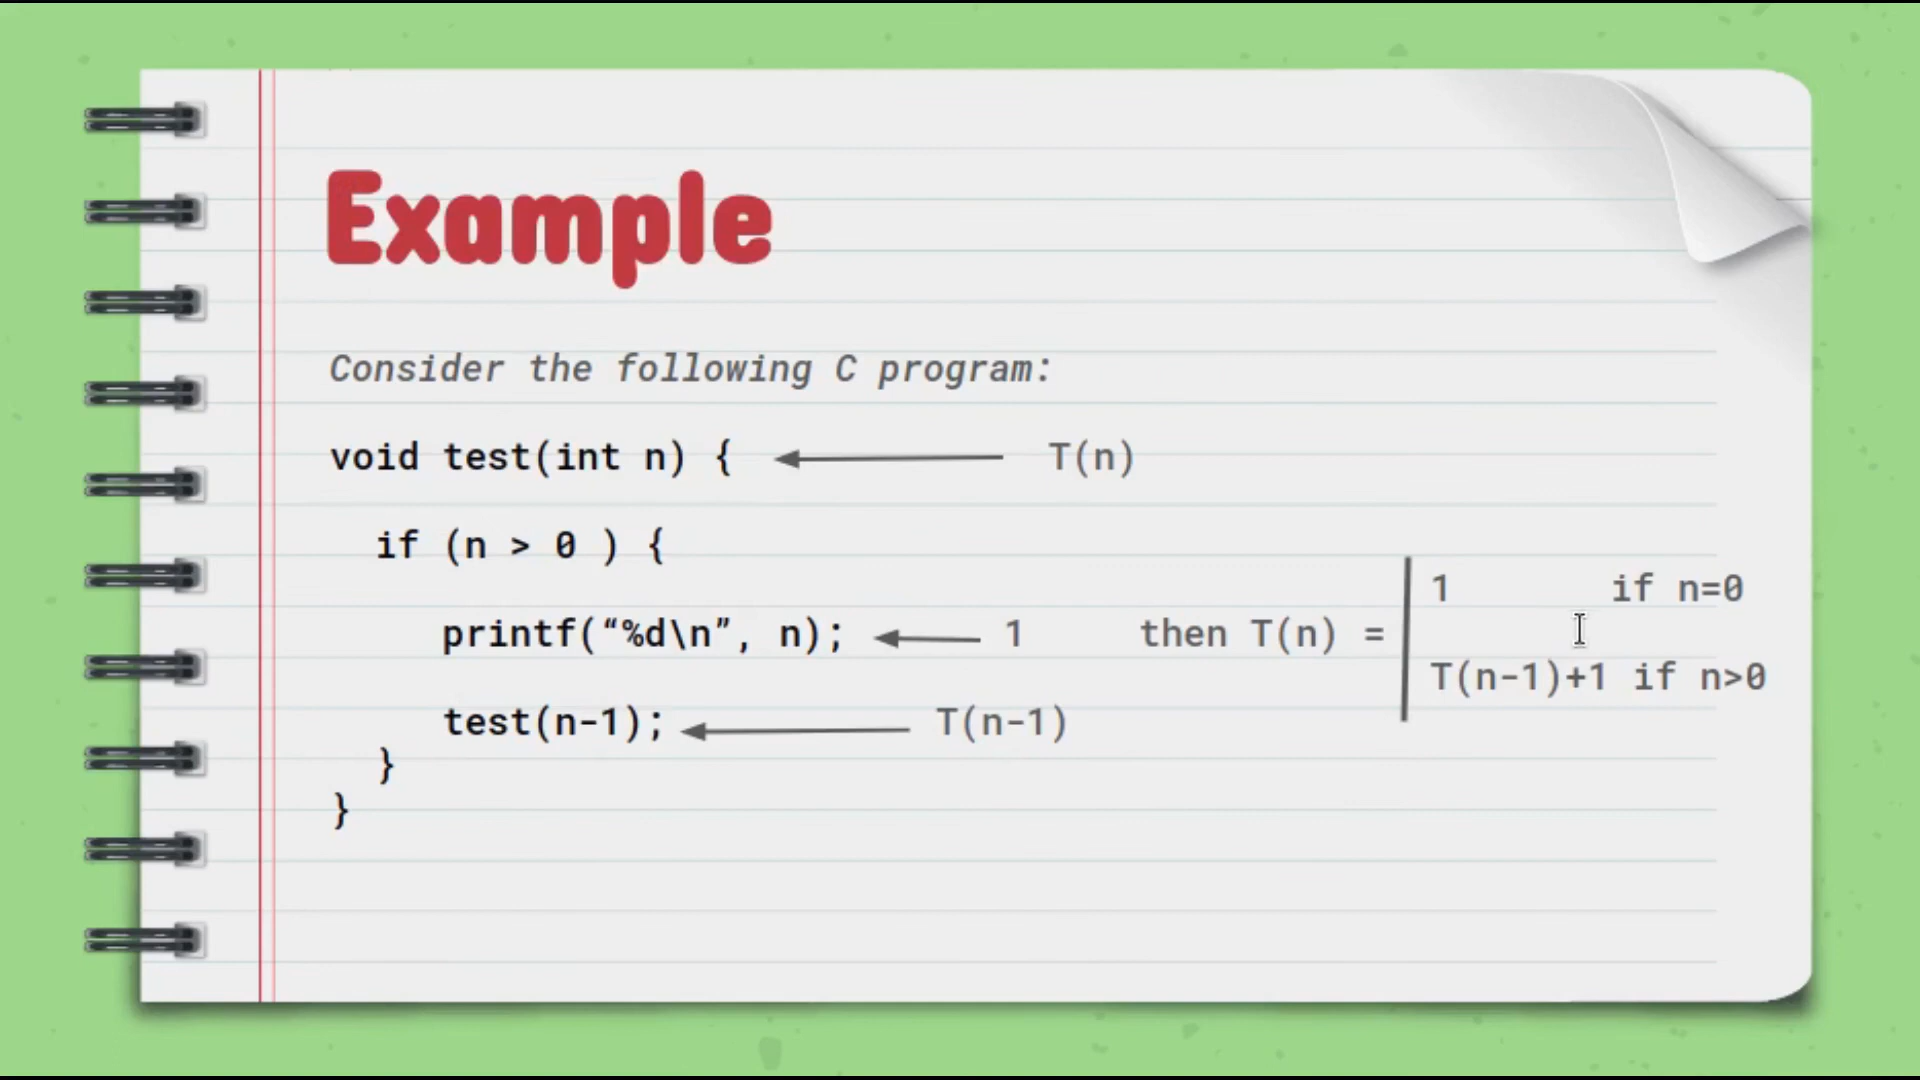 Example
Consider the following C program:
void test(int n) { T(n)
if (n > 0 ) {
1 if n=0
printf(“%d\n”, n); 1 then T(n) =
T(n-1)+1 if n>0
test(n-1); T(n-1)
}
}